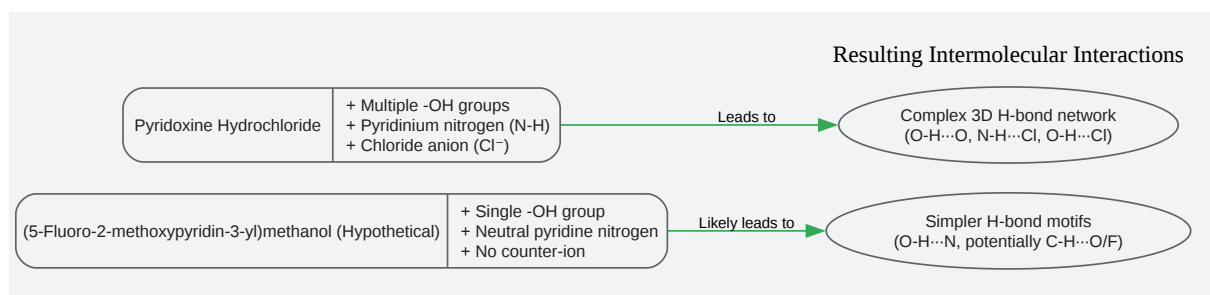 Resulting Intermolecular Interactions
Pyridoxine Hydrochloride
+ Multiple -OH groups
+ Pyridinium nitrogen (N-H)
+ Chloride anion (Cl⁻)
Leads to
Complex 3D H-bond network
(O-H···O, N-H···Cl, O-H···Cl)
(5-Fluoro-2-methoxypyridin-3-yl)methanol (Hypothetical)
+ Single -OH group
+ Neutral pyridine nitrogen
+ No counter-ion
Likely leads to
Simpler H-bond motifs
(O-H···N, potentially C-H···O/F)